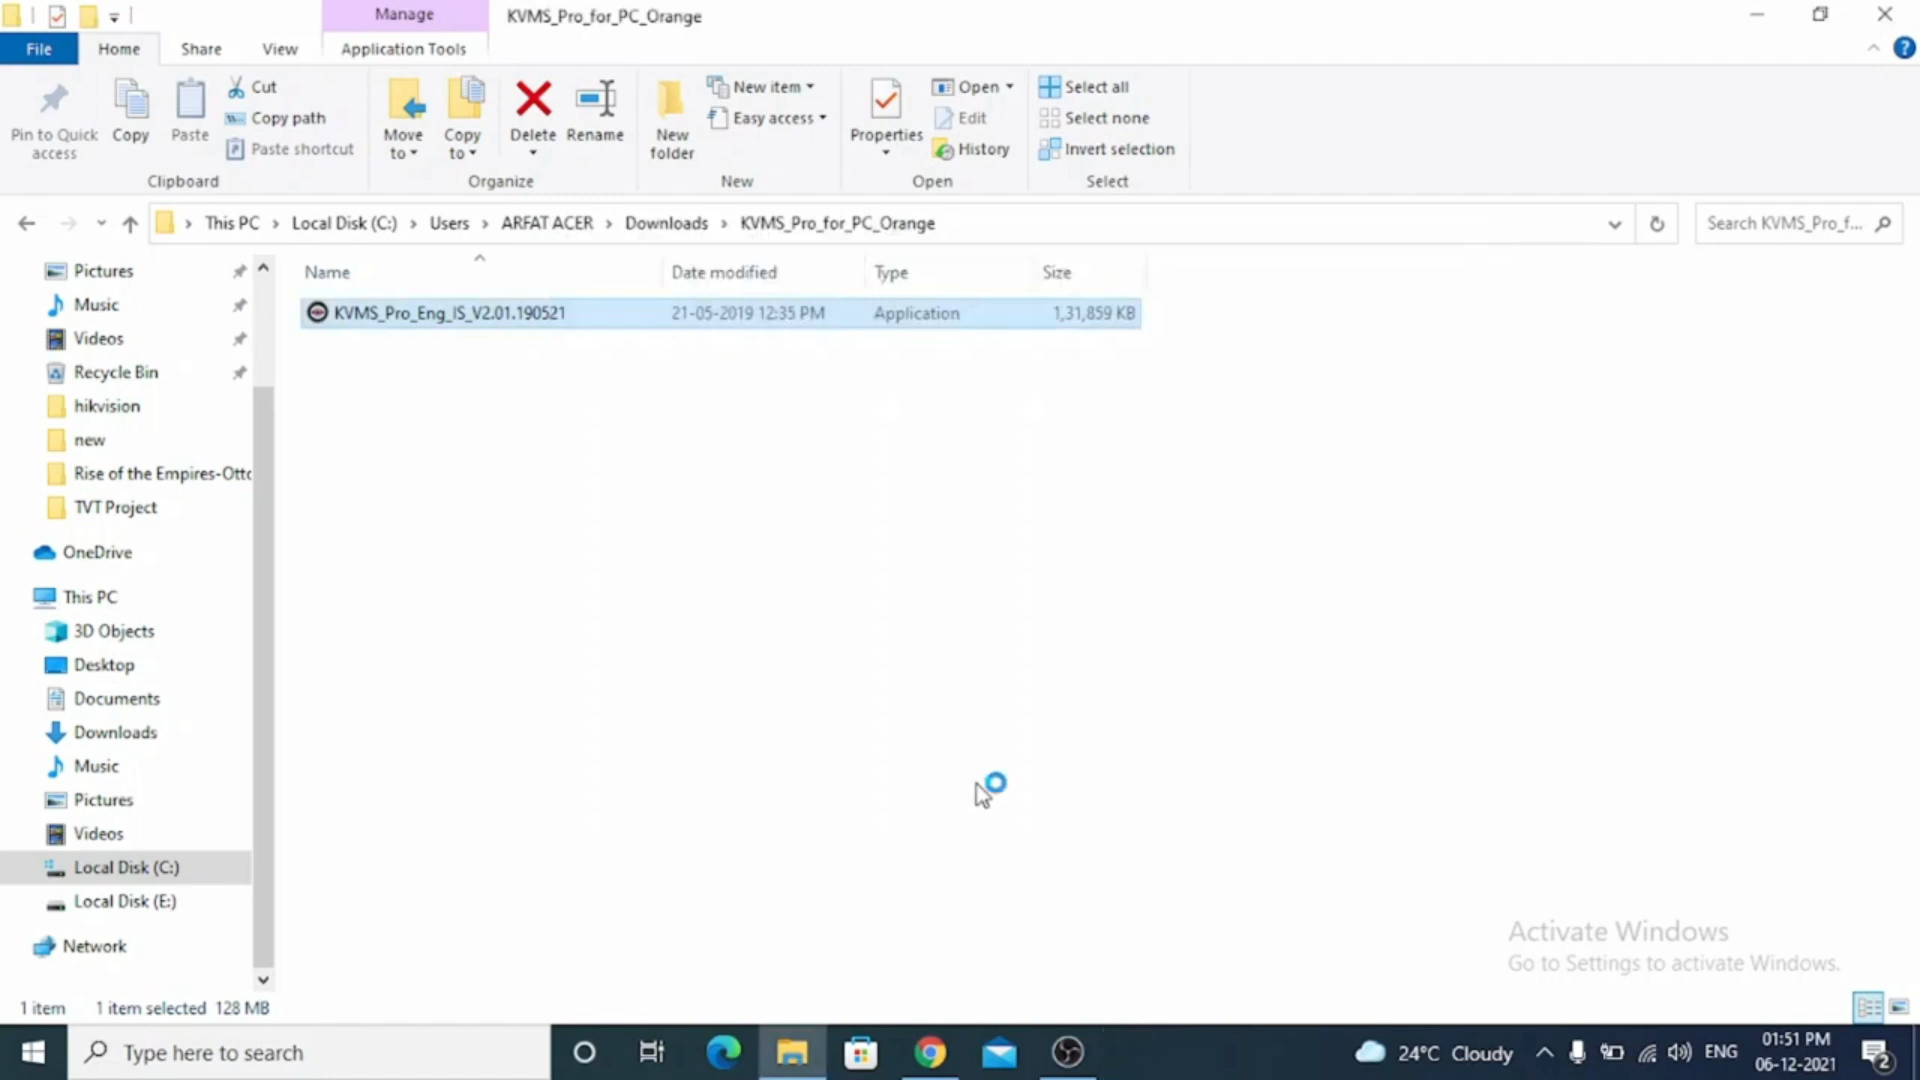 Manage
KVMS_Pro_for_PC_Orange
File
Home
Share
View
Application Tools
Pin to Quick access
Copy
Paste
Cut
Copy path
Paste shortcut
Clipboard
Move to
Copy to
Delete
Rename
Organize
New folder
New item
Easy access
New
Properties
Open
Edit
History
Open
Select all
Select none
Invert selection
Select
This PC
Local Disk (C:)
Users
ARFAT ACER
Downloads
KVMS_Pro_for_PC_Orange
Search KVMS_Pro_f...
Name
Date modified
Type
Size
KVMS_Pro_Eng_IS_V2.01.190521
21-05-2019 12:35 PM
Application
1,31,859 KB
Pictures
Music
Videos
Recycle Bin
hikvision
new
Rise of the Empires-Otto
TVT Project
OneDrive
This PC
3D Objects
Desktop
Documents
Downloads
Music
Pictures
Videos
Local Disk (C:)
Local Disk (E:)
Network
Activate Windows
Go to Settings to activate Windows.
1 item
1 item selected 128 MB
Type here to search
24°C Cloudy
ENG
01:51 PM
06-12-2021
2